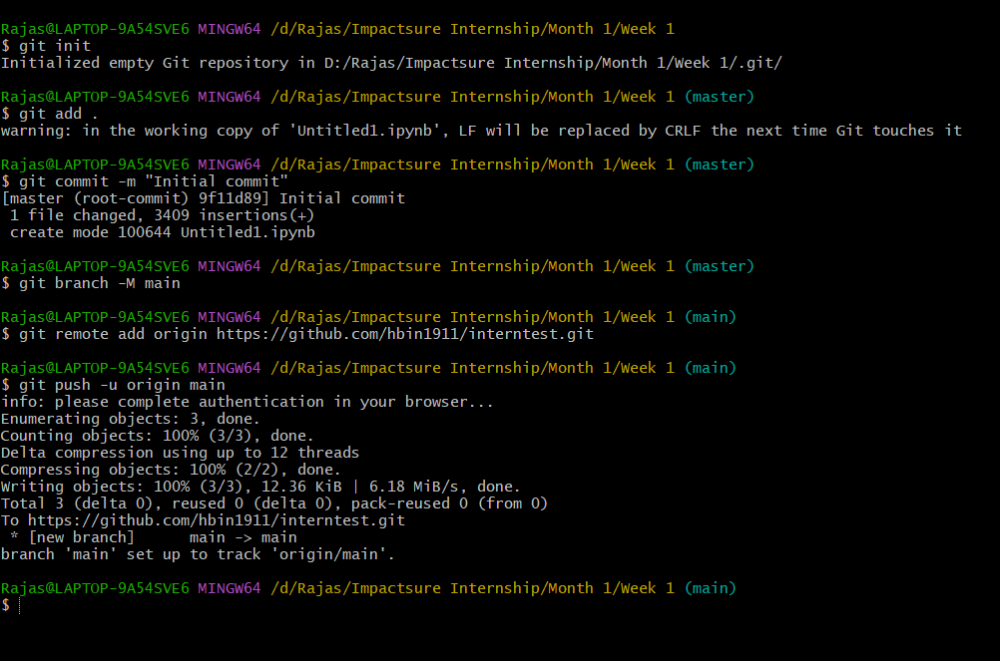 Rajas@LAPTOP-9A54SVE6 MINGW64 /d/Rajas/Impactsure Internship/Month 1/Week 1
$ git init
Initialized empty Git repository in D:/Rajas/Impactsure Internship/Month 1/Week 1/.git/
Rajas@LAPTOP-9A54SVE6 MINGW64 /d/Rajas/Impactsure Internship/Month 1/Week 1 (master)
$ git add .
warning: in the working copy of 'Untitled1.ipynb', LF will be replaced by CRLF the next time Git touches it
Rajas@LAPTOP-9A54SVE6 MINGW64 /d/Rajas/Impactsure Internship/Month 1/Week 1 (master)
$ git commit -m "Initial commit"
[master (root-commit) 9f11d89] Initial commit
 1 file changed, 3409 insertions(+)
 create mode 100644 Untitled1.ipynb
Rajas@LAPTOP-9A54SVE6 MINGW64 /d/Rajas/Impactsure Internship/Month 1/Week 1 (master)
$ git branch -M main
Rajas@LAPTOP-9A54SVE6 MINGW64 /d/Rajas/Impactsure Internship/Month 1/Week 1 (main)
$ git remote add origin https://github.com/hbin1911/interntest.git
Rajas@LAPTOP-9A54SVE6 MINGW64 /d/Rajas/Impactsure Internship/Month 1/Week 1 (main)
$ git push -u origin main
info: please complete authentication in your browser...
Enumerating objects: 3, done.
Counting objects: 100% (3/3), done.
Delta compression using up to 12 threads
Compressing objects: 100% (2/2), done.
Writing objects: 100% (3/3), 12.36 KiB | 6.18 MiB/s, done.
Total 3 (delta 0), reused 0 (delta 0), pack-reused 0 (from 0)
To https://github.com/hbin1911/interntest.git
 * [new branch]      main -> main
branch 'main' set up to track 'origin/main'.
Rajas@LAPTOP-9A54SVE6 MINGW64 /d/Rajas/Impactsure Internship/Month 1/Week 1 (main)
$